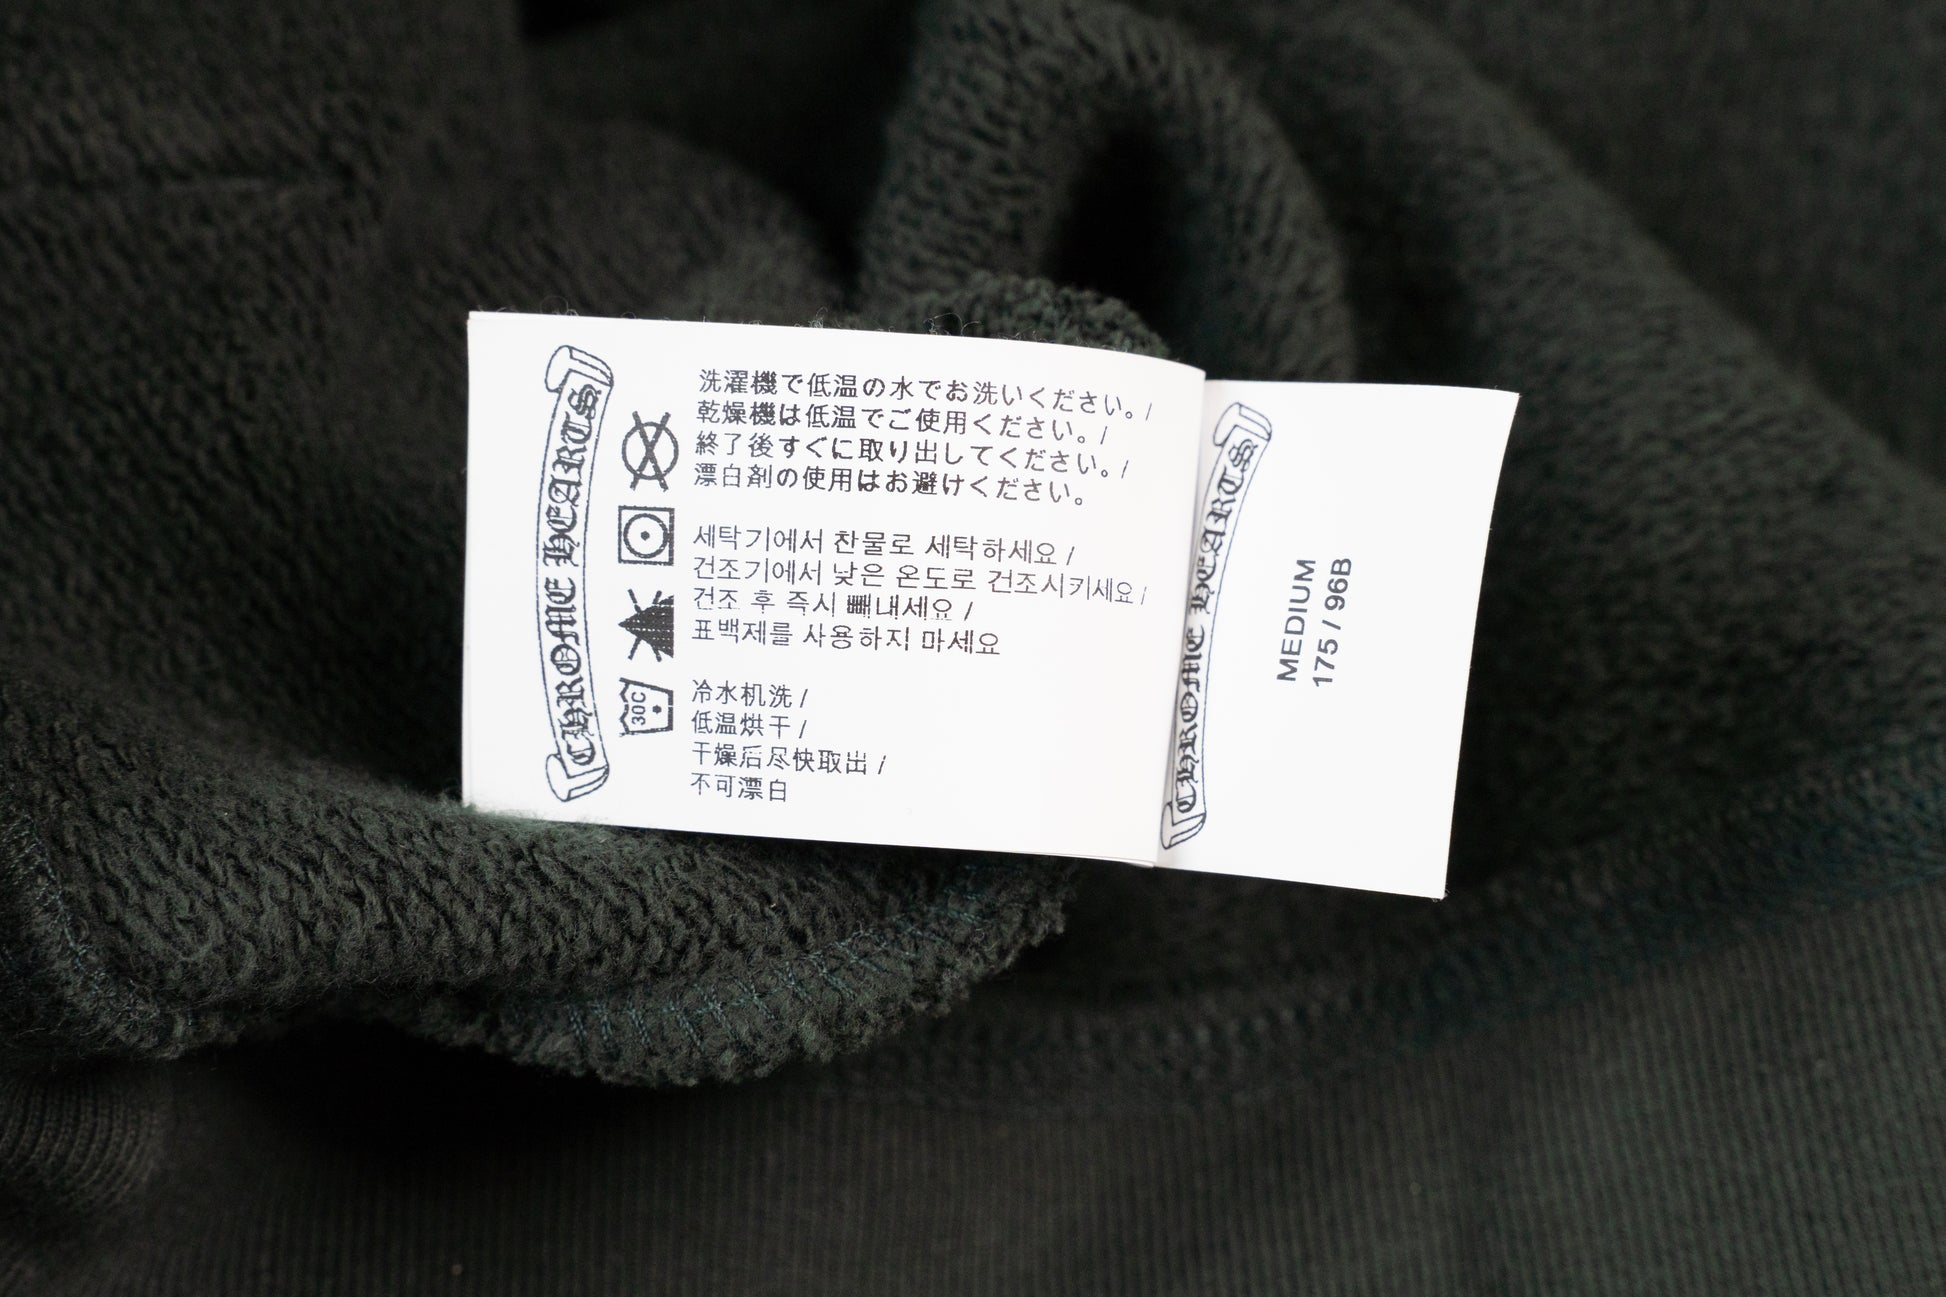 CHROME HEARTS
洗濯機で低温の水でお洗いください。/
乾燥機は低温でご使用ください。/
終了後すぐに取り出してください。/
漂白剤の使用はお避けください。
세탁기에서 찬물로 세탁하세요 /
건조기에서 낮은 온도로 건조시키세요 /
건조 후 즉시 빼내세요 /
표백제를 사용하지 마세요
30C
冷水机洗 /
低温烘干 /
干燥后尽快取出 /
不可漂白
CHROME HEARTS
MEDIUM
175 / 96B